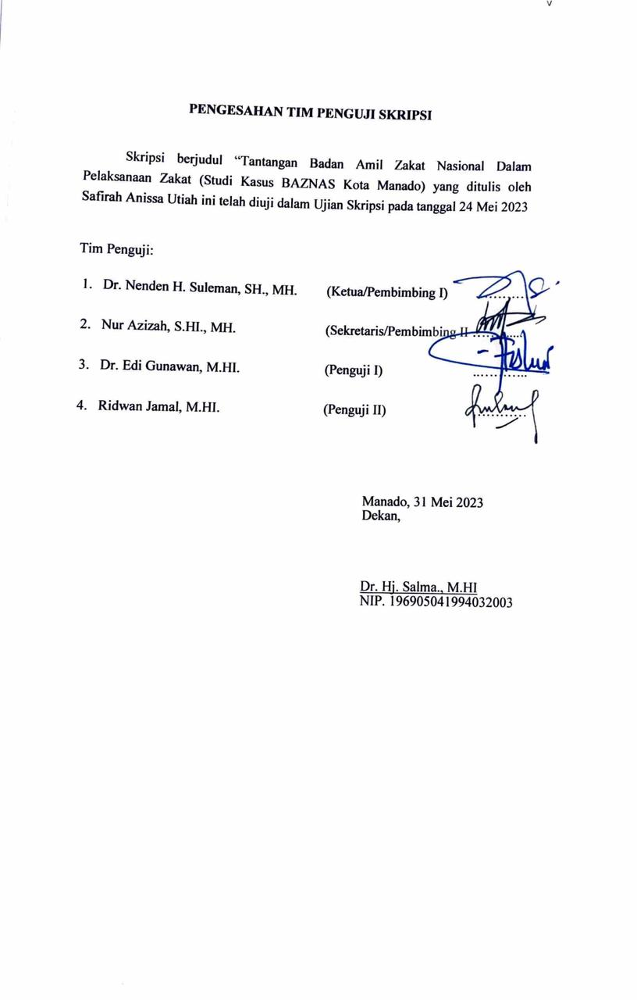 v
PENGESAHAN TIM PENGUJI SKRIPSI
Skripsi berjudul “Tantangan Badan Amil Zakat Nasional Dalam
Pelaksanaan Zakat (Studi Kasus BAZNAS Kota Manado) yang ditulis oleh
Safirah Anissa Utiah ini telah diuji dalam Ujian Skripsi pada tanggal 24 Mei 2023
Tim Penguji:
1. Dr. Nenden H. Suleman, SH., MH. (Ketua/Pembimbing I)
2. Nur Azizah, S.HI., MH. (Sekretaris/Pembimbing II
3. Dr. Edi Gunawan, M.HI. (Penguji I)
4. Ridwan Jamal, M.HI. (Penguji II)
Manado, 31 Mei 2023
Dekan,
Dr. Hj. Salma., M.HI
NIP. 196905041994032003